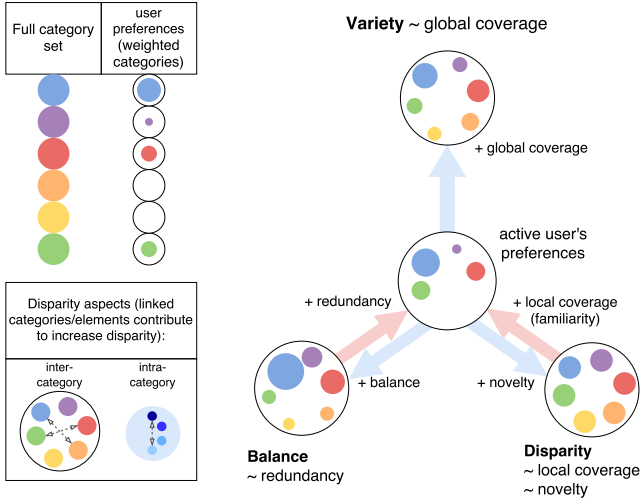 Full category
set
user
preferences
(weighted
categories)
Disparity aspects (linked
categories/elements contribute
to increase disparity):
inter-
category
intra-
category
Variety ~ global coverage
+ global coverage
active user's
preferences
+ redundancy
+ local coverage
(familiarity)
+ balance
+ novelty
Balance
~ redundancy
Disparity
~ local coverage
~ novelty